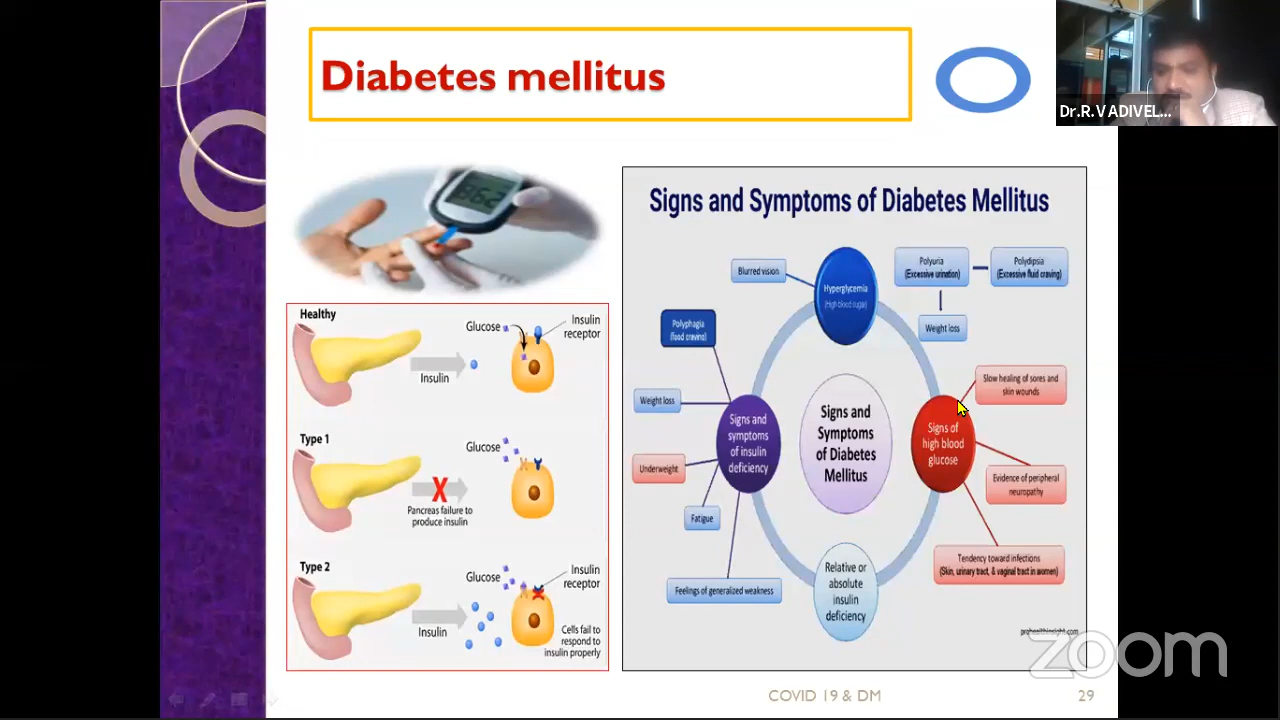 Diabetes mellitus
Dr.R.VADIVEL...
862
Healthy
Glucose
Insulin
receptor
Insulin
Type 1
Glucose
Pancreas failure to
produce insulin
Type 2
Glucose
Insulin
receptor
Insulin
Cells fail to
respond to
insulin properly
Signs and Symptoms of Diabetes Mellitus
Blurred vision
Hyperglycemia
(High blood sugar)
Polyuria
(Excessive urination)
Polydipsia
(Excessive fluid craving)
Weight loss
Polyphagia
(food craving)
Weight loss
Underweight
Fatigue
Feelings of generalized weakness
Signs and
symptoms
of insulin
deficiency
Signs and
Symptoms
of Diabetes
Mellitus
Signs of
high blood
glucose
Slow healing of sores and
skin wounds
Evidence of peripheral
neuropathy
Tendency toward infections
(Skin, urinary tract, & vaginal tract in women)
Relative or
absolute
insulin
deficiency
prohealthinsight.com
zoom
COVID 19 & DM
29